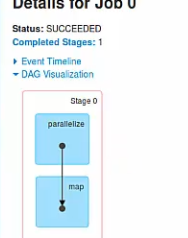 Details for Job 0
Status: SUCCEEDED
Completed Stages: 1
Event Timeline
DAG Visualization
Stage 0
parallelize
map